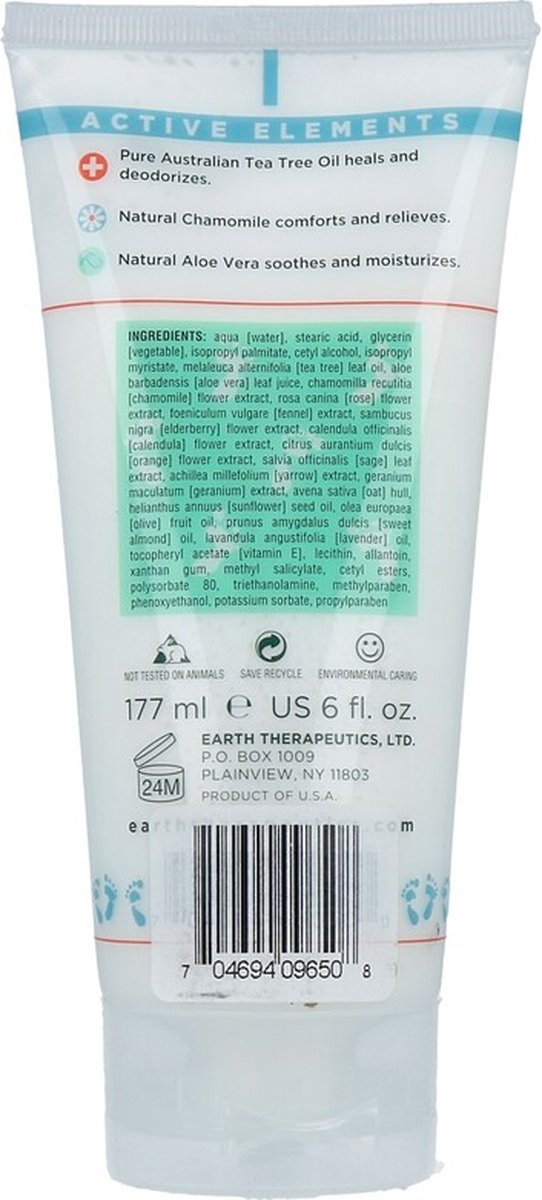 ACTIVE ELEMENTS
Pure Australian Tea Tree Oil heals and
deodorizes.
Natural Chamomile comforts and relieves.
Natural Aloe Vera soothes and moisturizes.
INGREDIENTS: aqua [water], stearic acid, glycerin
[vegetable], isopropyl palmitate, cetyl alcohol, isopropyl
myristate, melaleuca alternifolia [tea tree] leaf oil, aloe
barbadensis [aloe vera] leaf juice, chamomilla recutitia
[chamomile] flower extract, rosa canina [rose] flower
extract, foeniculum vulgare [fennel] extract, sambucus
nigra [elderberry] flower extract, calendula officinalis
[calendula] flower extract, citrus aurantium dulcis
[orange] flower extract, salvia officinalis [sage] leaf
extract, achillea millefolium [yarrow] extract, geranium
maculatum [geranium] extract, avena sativa [oat] hull,
helianthus annuus [sunflower] seed oil, olea europaea
[olive] fruit oil, prunus amygdalus dulcis [sweet
almond] oil, lavandula angustifolia [lavender] oil,
tocopheryl acetate [vitamin E], lecithin, allantoin,
xanthan gum, methyl salicylate, cetyl esters,
polysorbate 80, triethanolamine, methylparaben,
phenoxyethanol, potassium sorbate, propylparaben
NOT TESTED ON ANIMALS SAVE RECYCLE ENVIRONMENTAL CARING
177 ml e US 6 fl. oz.
EARTH THERAPEUTICS, LTD.
P.O. BOX 1009
PLAINVIEW, NY 11803
24M
PRODUCT OF U.S.A.
earththerapeutics.com
7 04694 09650 8